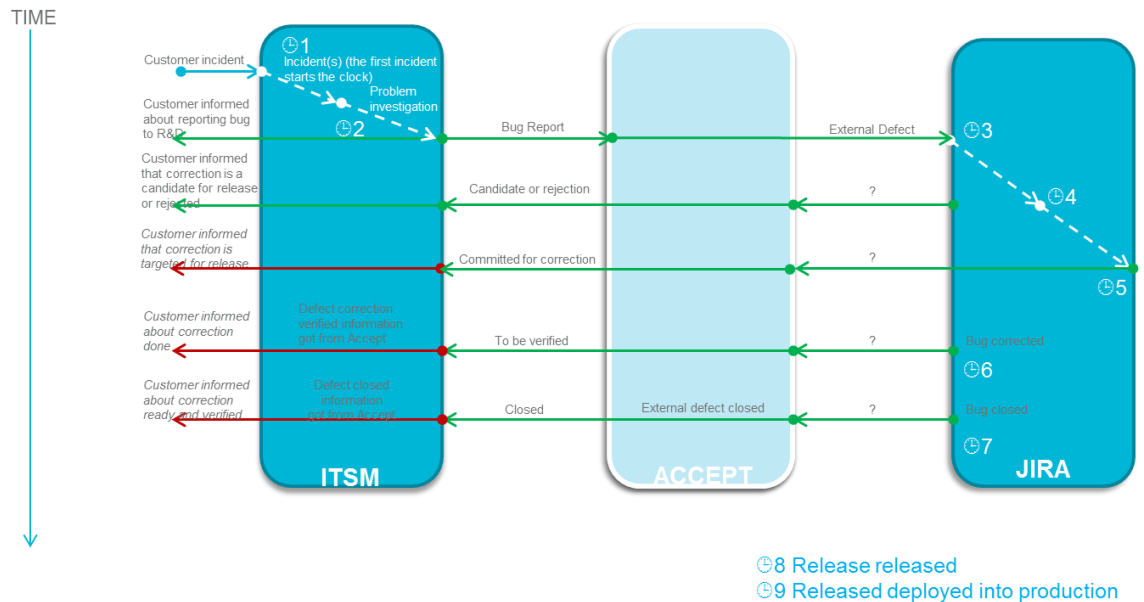 TIME
🕒1
Customer incident
Incident(s) (the first incident
starts the clock)
Problem
investigation
Customer informed
about reporting bug
to R&D
🕒2
Bug Report
External Defect
🕒3
Customer informed
that correction is a
candidate for release
or rejected
Candidate or rejection
?
🕒4
Customer informed
that correction is
targeted for release
Committed for correction
?
🕒5
Customer informed
about correction
done
Defect correction
verified information
got from Accept
To be verified
?
Bug corrected
🕒6
Customer informed
about correction
ready and verified
Defect closed
information
got from Accept
Closed
External defect closed
?
Bug closed
🕒7
ITSM
ACCEPT
JIRA
🕒8 Release released
🕒9 Released deployed into production